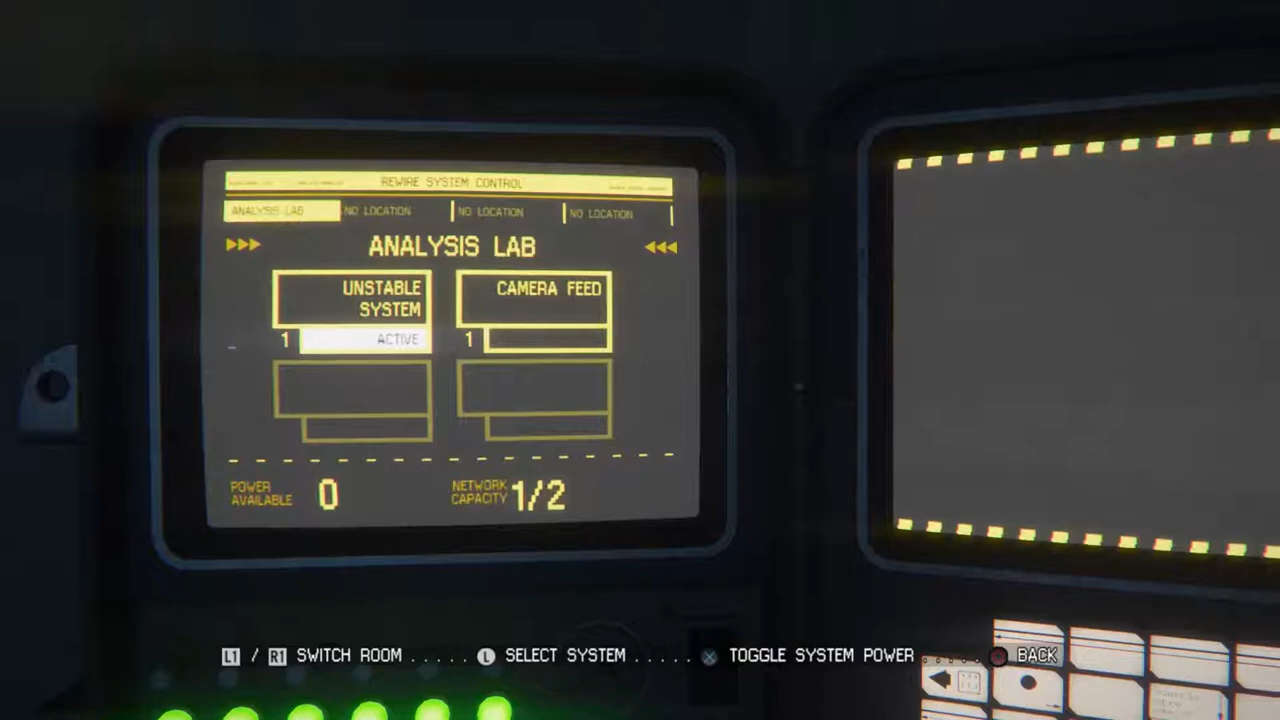 REWIRE SYSTEM CONTROL
ANALYSIS LAB NO LOCATION NO LOCATION NO LOCATION
ANALYSIS LAB
UNSTABLE CAMERA FEED
SYSTEM
1 ACTIVE 1
POWER AVAILABLE 0 NETWORK CAPACITY 1/2
L1 / R1 SWITCH ROOM ..... L SELECT SYSTEM ..... X TOGGLE SYSTEM POWER ..... BACK